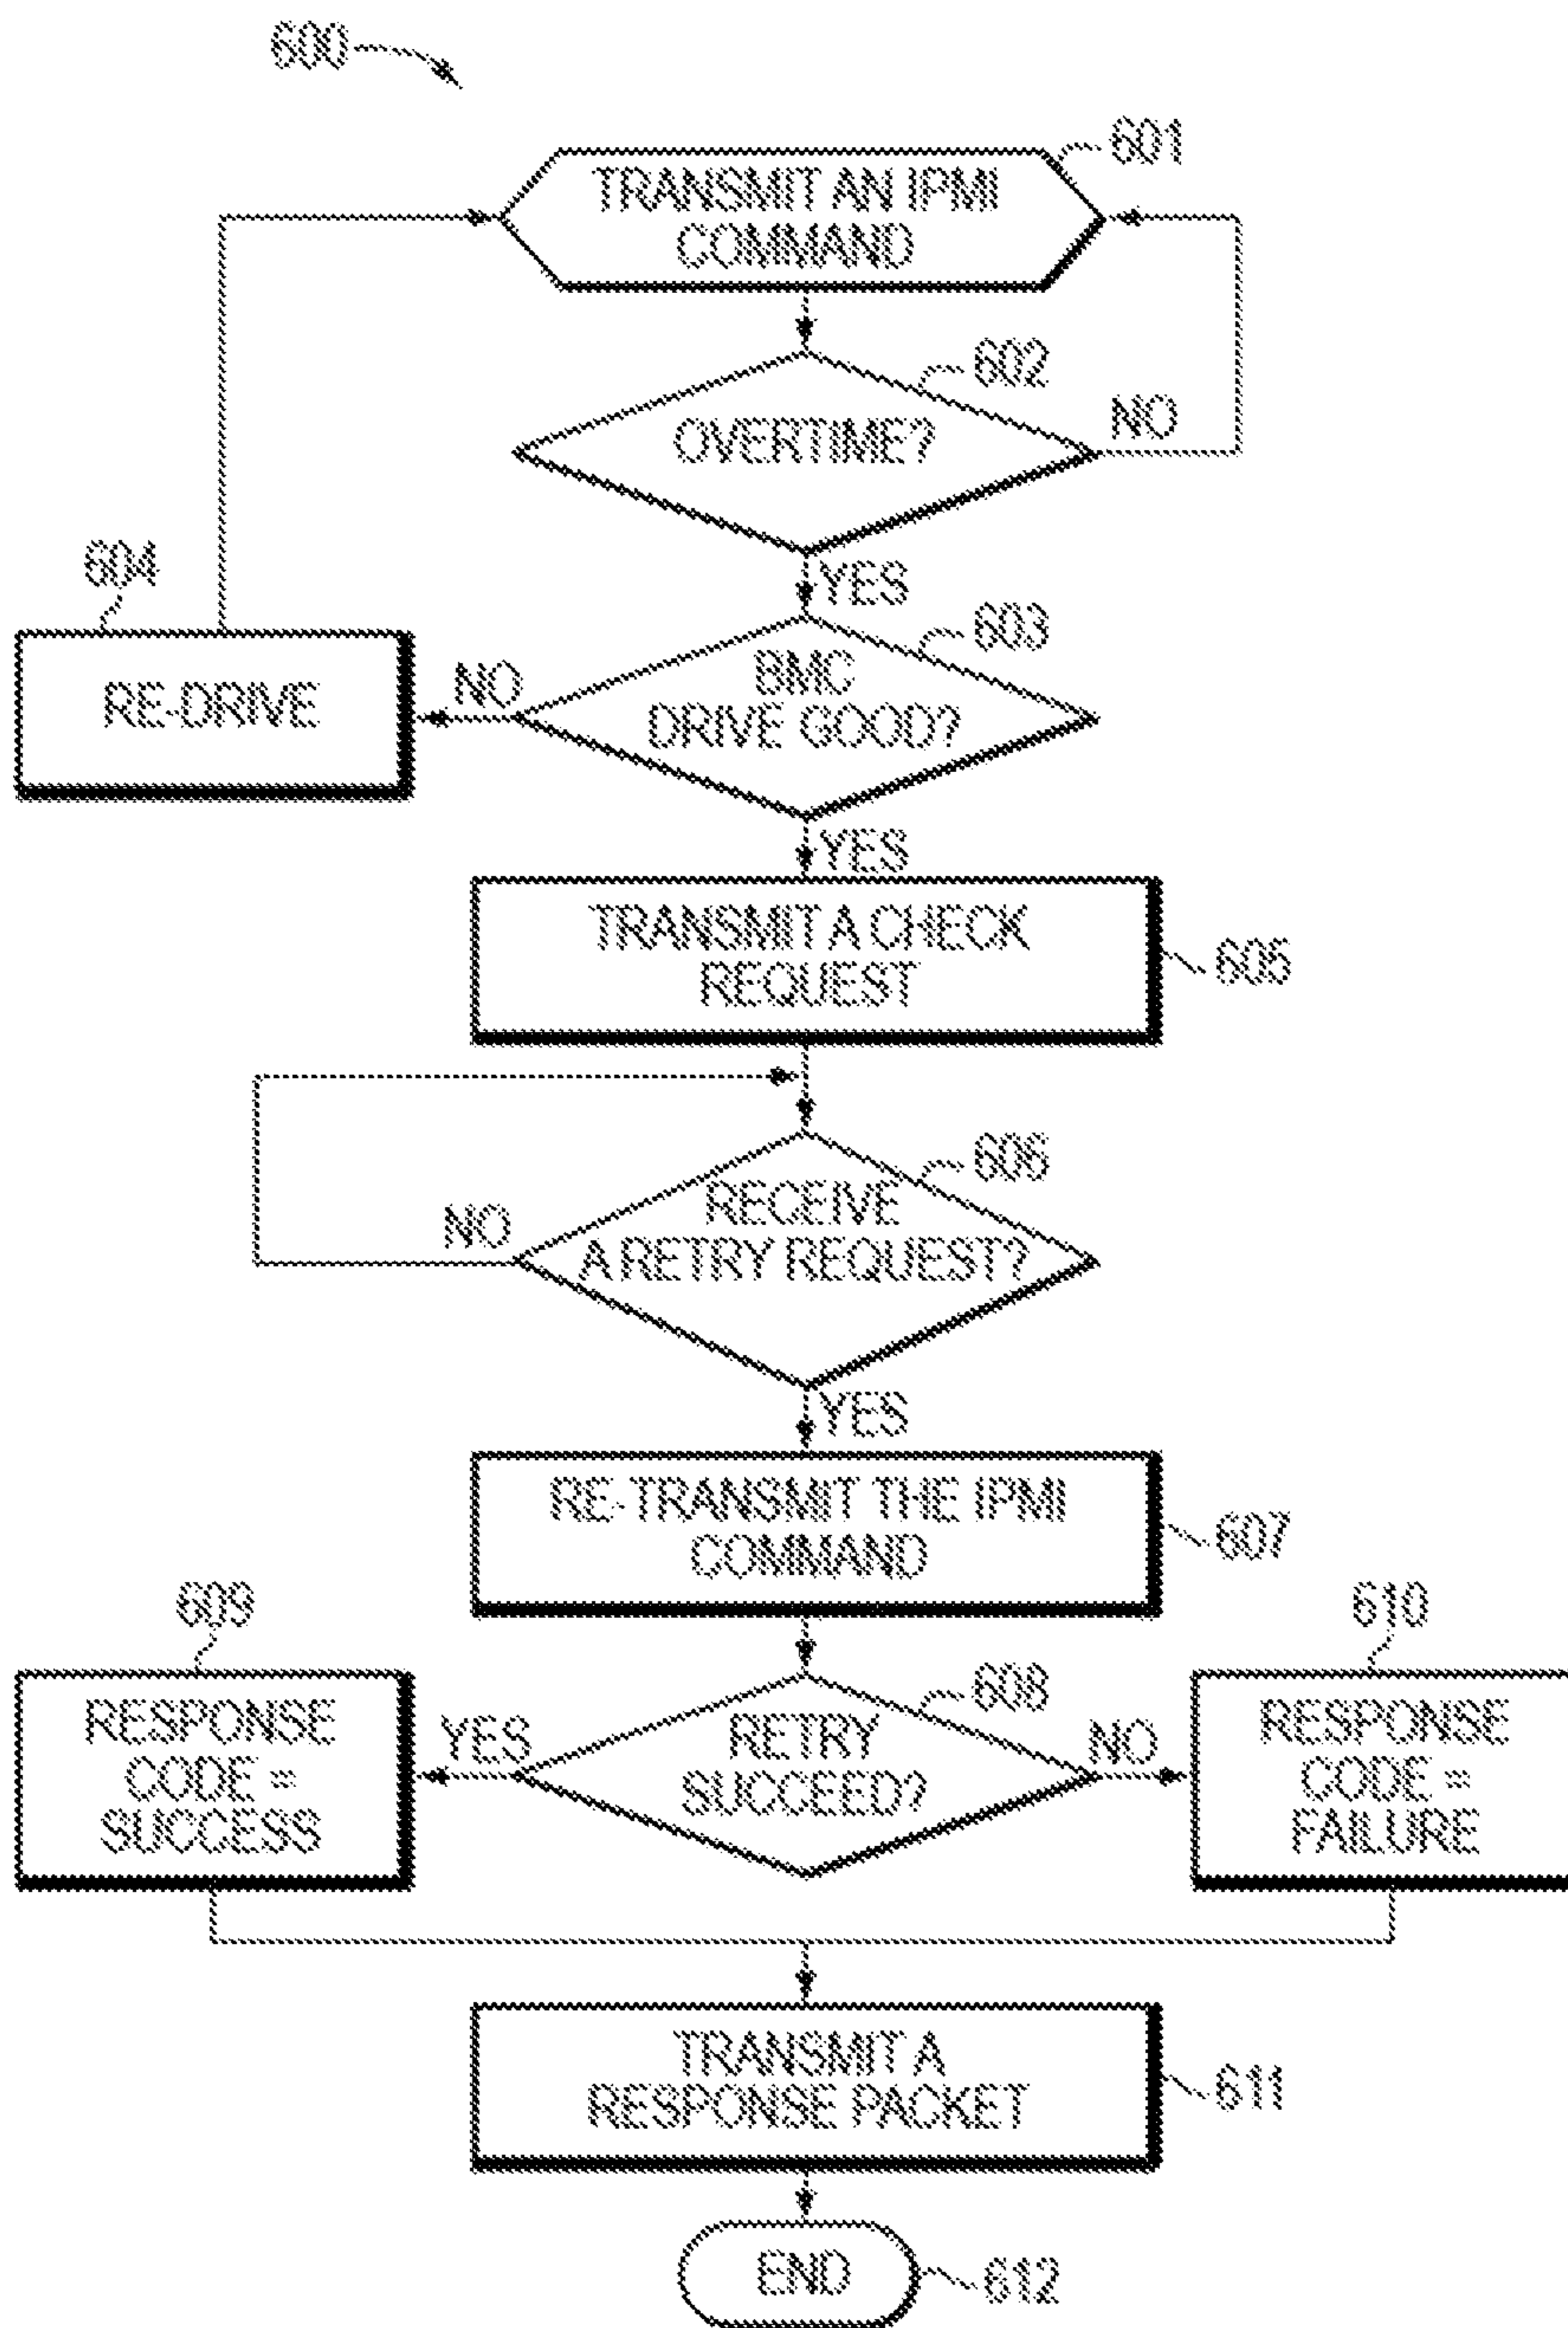 600
601
TRANSMIT AN IPMI
COMMAND
602
OVERTIME?
NO
YES
604
603
RE-DRIVE
NO
BMC
DRIVE GOOD?
YES
TRANSMIT A CHECK
REQUEST
605
606
RECEIVE
A RETRY REQUEST?
NO
YES
RE-TRANSMIT THE IPMI
COMMAND
607
609
610
608
RESPONSE
CODE =
SUCCESS
YES
RETRY
SUCCEED?
NO
RESPONSE
CODE =
FAILURE
TRANSMIT A
RESPONSE PACKET
611
END
612